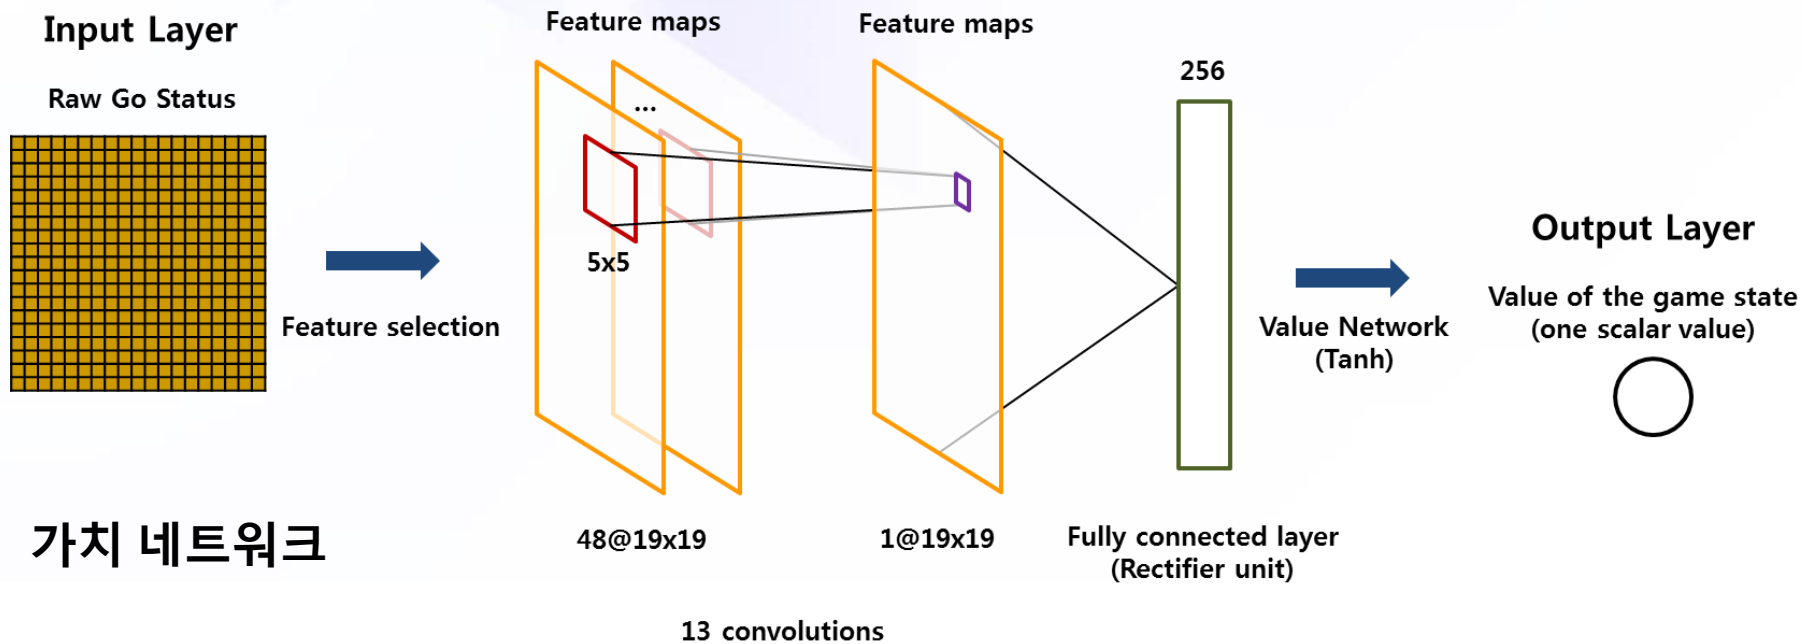 Input Layer
Raw Go Status
Feature selection
Feature maps
...
5x5
48@19x19
Feature maps
1@19x19
13 convolutions
256
Fully connected layer
(Rectifier unit)
Value Network
(Tanh)
Output Layer
Value of the game state
(one scalar value)
가치 네트워크